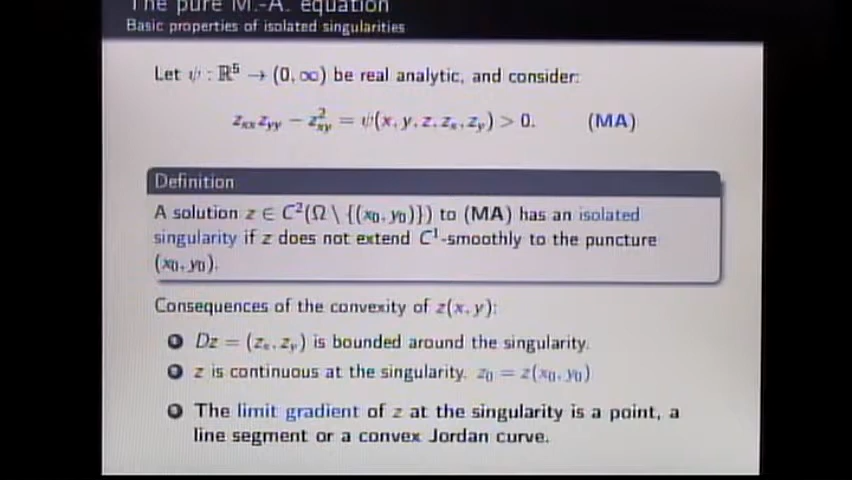 The pure M.-A. equation
Basic properties of isolated singularities
Let ψ : ℝ⁵ → (0, ∞) be real analytic, and consider:
z_xx z_yy − z²_xy = ψ(x, y, z, z_x, z_y) > 0. (MA)
Definition
A solution z ∈ C²(Ω \ {(x₀, y₀)}) to (MA) has an isolated
singularity if z does not extend C¹-smoothly to the puncture
(x₀, y₀).
Consequences of the convexity of z(x, y):
1 Dz = (z_x, z_y) is bounded around the singularity.
2 z is continuous at the singularity. z₀ = z(x₀, y₀)
3 The limit gradient of z at the singularity is a point, a
line segment or a convex Jordan curve.